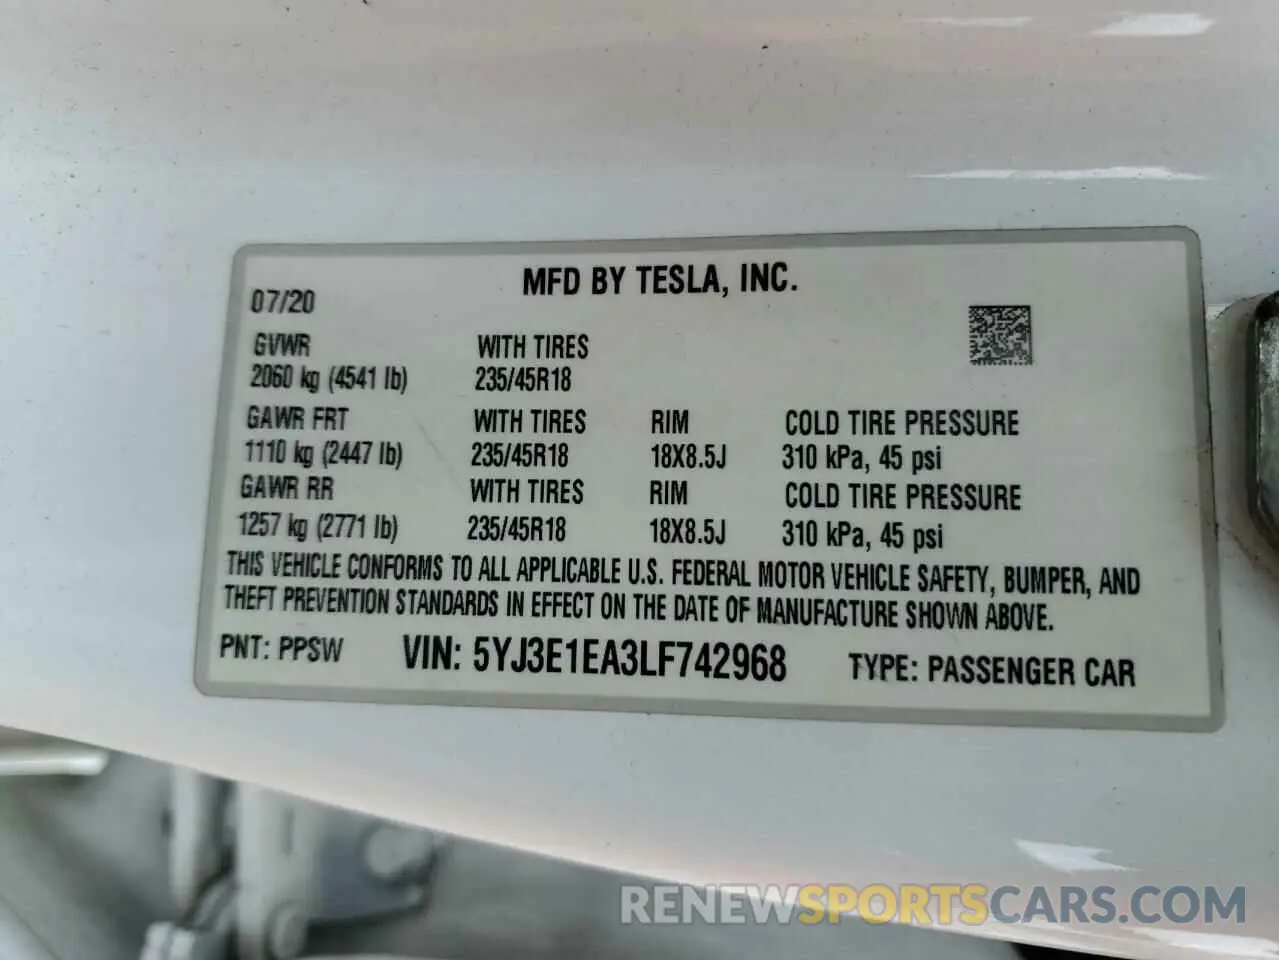 MFD BY TESLA, INC.
07/20
GVWR WITH TIRES
2060 kg (4541 lb) 235/45R18
GAWR FRT WITH TIRES RIM COLD TIRE PRESSURE
1110 kg (2447 lb) 235/45R18 18X8.5J 310 kPa, 45 psi
GAWR RR WITH TIRES RIM COLD TIRE PRESSURE
1257 kg (2771 lb) 235/45R18 18X8.5J 310 kPa, 45 psi
THIS VEHICLE CONFORMS TO ALL APPLICABLE U.S. FEDERAL MOTOR VEHICLE SAFETY, BUMPER, AND
THEFT PREVENTION STANDARDS IN EFFECT ON THE DATE OF MANUFACTURE SHOWN ABOVE.
PNT: PPSW VIN: 5YJ3E1EA3LF742968 TYPE: PASSENGER CAR
RENEWSPORTSCARS.COM